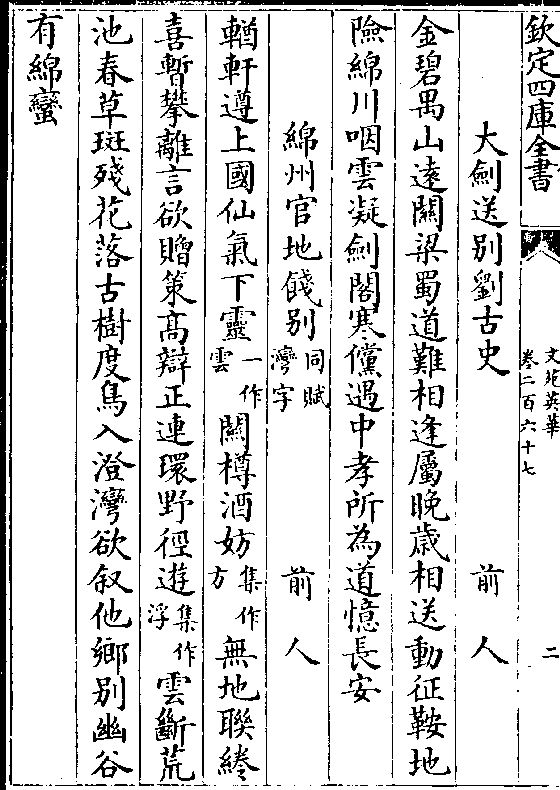 欽定四庫全書
文苑英華
卷二百六十七
二
大劍送別劉古史
前人
金碧禺山遠關梁蜀道難相逢屬晚歳相送動征鞍地
險綿川咽雲凝劍閣寒儻遇中孝所為道憶長安
綿州官地餞別同賦灣字
前人
輶軒遵上國仙氣下靈一作雲關樽酒妨集作方無地聯綣
喜暫攀離言欲贈策高辯正連環野徑遊集作浮雲斷荒
池春草斑殘花落古樹度鳥入澄灣欲叙他鄉別幽谷
有綿蠻